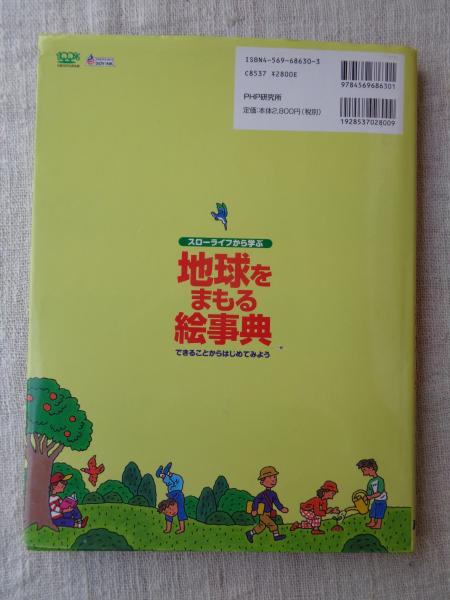 100%
SOY INK
ISBN4-569-68630-3
C8537 ¥2800E
PHP研究所
定価:本体2,800円(税別)
9784569686301
1928537028009
スローライフから学ぶ
地球を
まもる
絵事典
できることからはじめてみよう